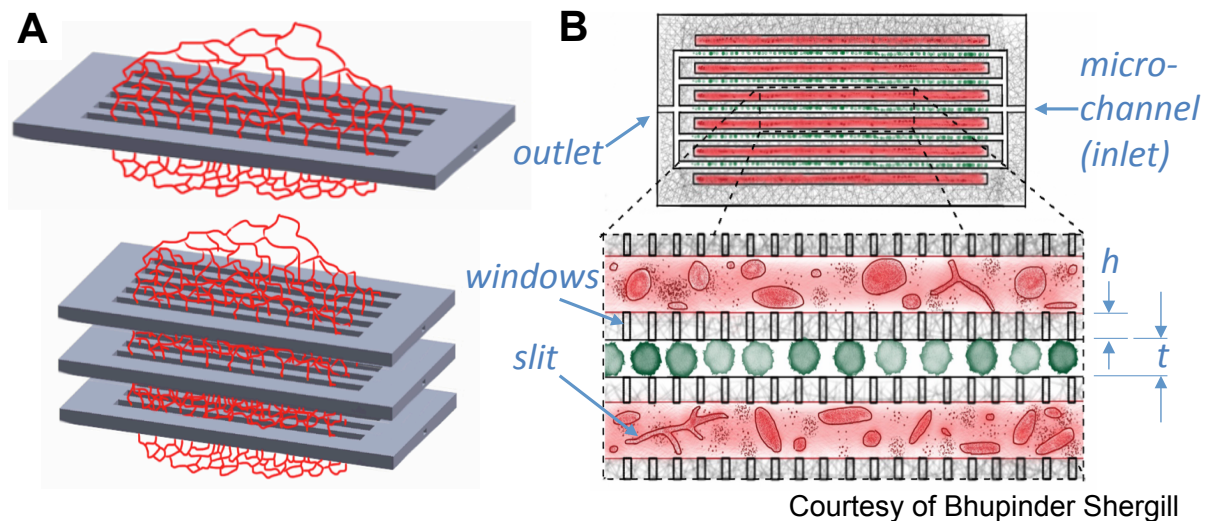 A
B
micro-
channel
(inlet)
outlet
windows
slit
h
t
Courtesy of Bhupinder Shergill